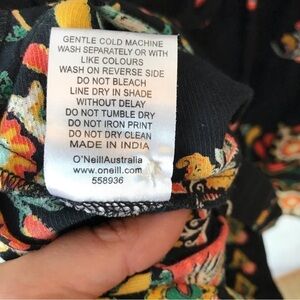 GENTLE COLD MACHINE
WASH SEPARATELY OR WITH
LIKE COLOURS
WASH ON REVERSE SIDE
DO NOT BLEACH
LINE DRY IN SHADE
WITHOUT DELAY
DO NOT TUMBLE DRY
DO NOT IRON PRINT
DO NOT DRY CLEAN
MADE IN INDIA
O'NeillAustralia
www.oneill.com
558936